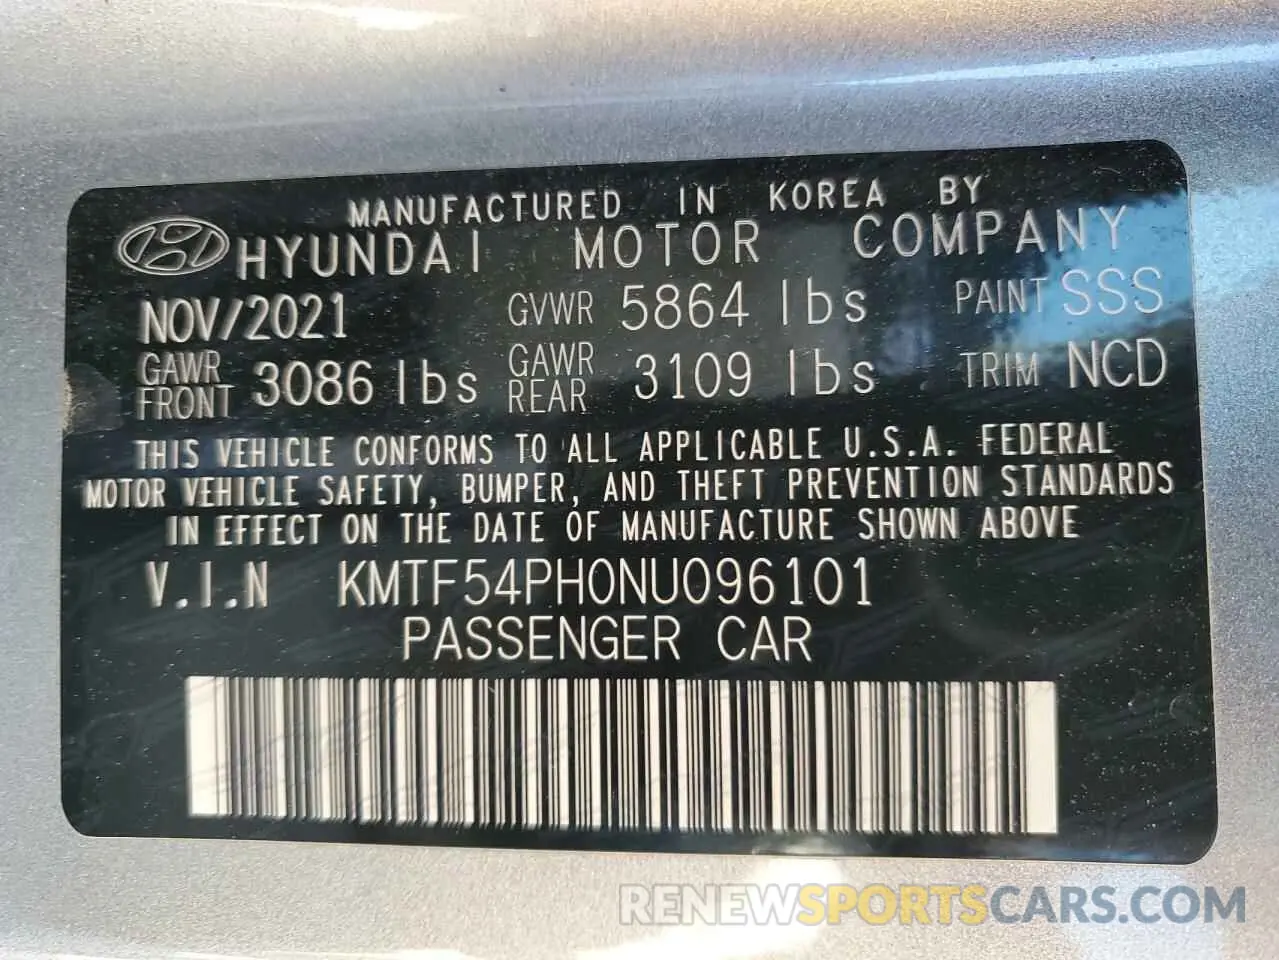 MANUFACTURED IN KOREA BY
HYUNDAI MOTOR COMPANY
NOV/2021 GVWR 5864 lbs PAINT SSS
GAWR FRONT 3086 lbs GAWR REAR 3109 lbs TRIM NCD
THIS VEHICLE CONFORMS TO ALL APPLICABLE U.S.A. FEDERAL
MOTOR VEHICLE SAFETY, BUMPER, AND THEFT PREVENTION STANDARDS
IN EFFECT ON THE DATE OF MANUFACTURE SHOWN ABOVE
V.I.N KMTF54PH0NU096101
PASSENGER CAR
RENEWSPORTSCARS.COM